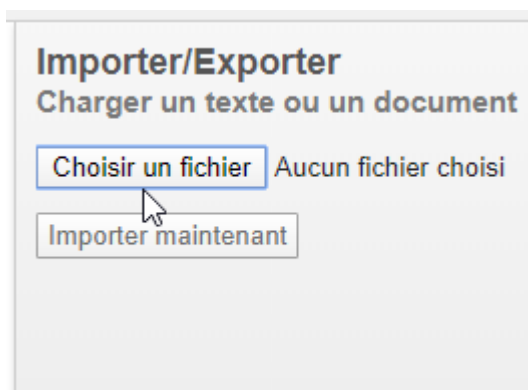 Importer/Exporter
Charger un texte ou un document
Choisir un fichier Aucun fichier choisi
Importer maintenant